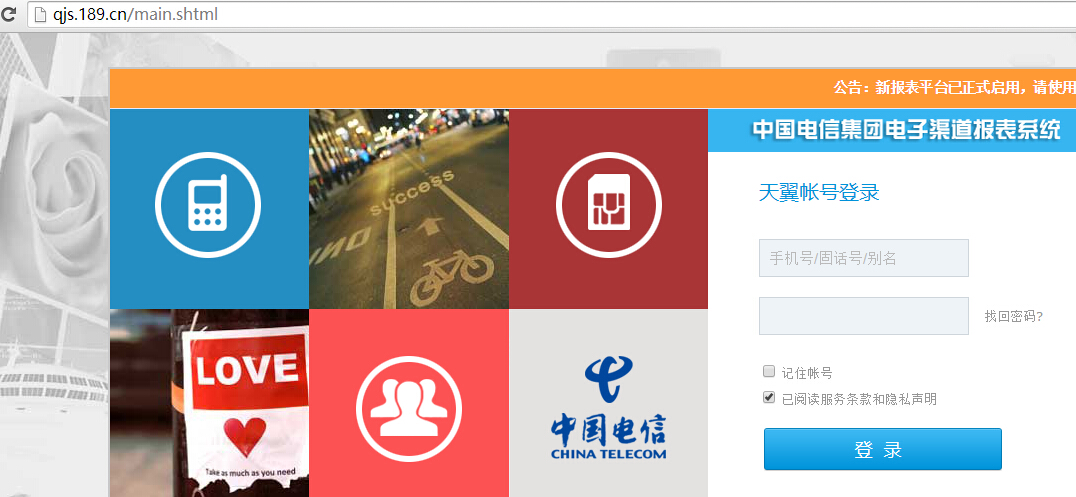 qjs.189.cn/main.shtml
公告：新报表平台已正式启用，请使用
中国电信集团电子渠道报表系统
success
天翼帐号登录
手机号/固话号/别名
找回密码?
LOVE
Take as much as you need
中国电信
CHINA TELECOM
记住帐号
已阅读服务条款和隐私声明
登 录